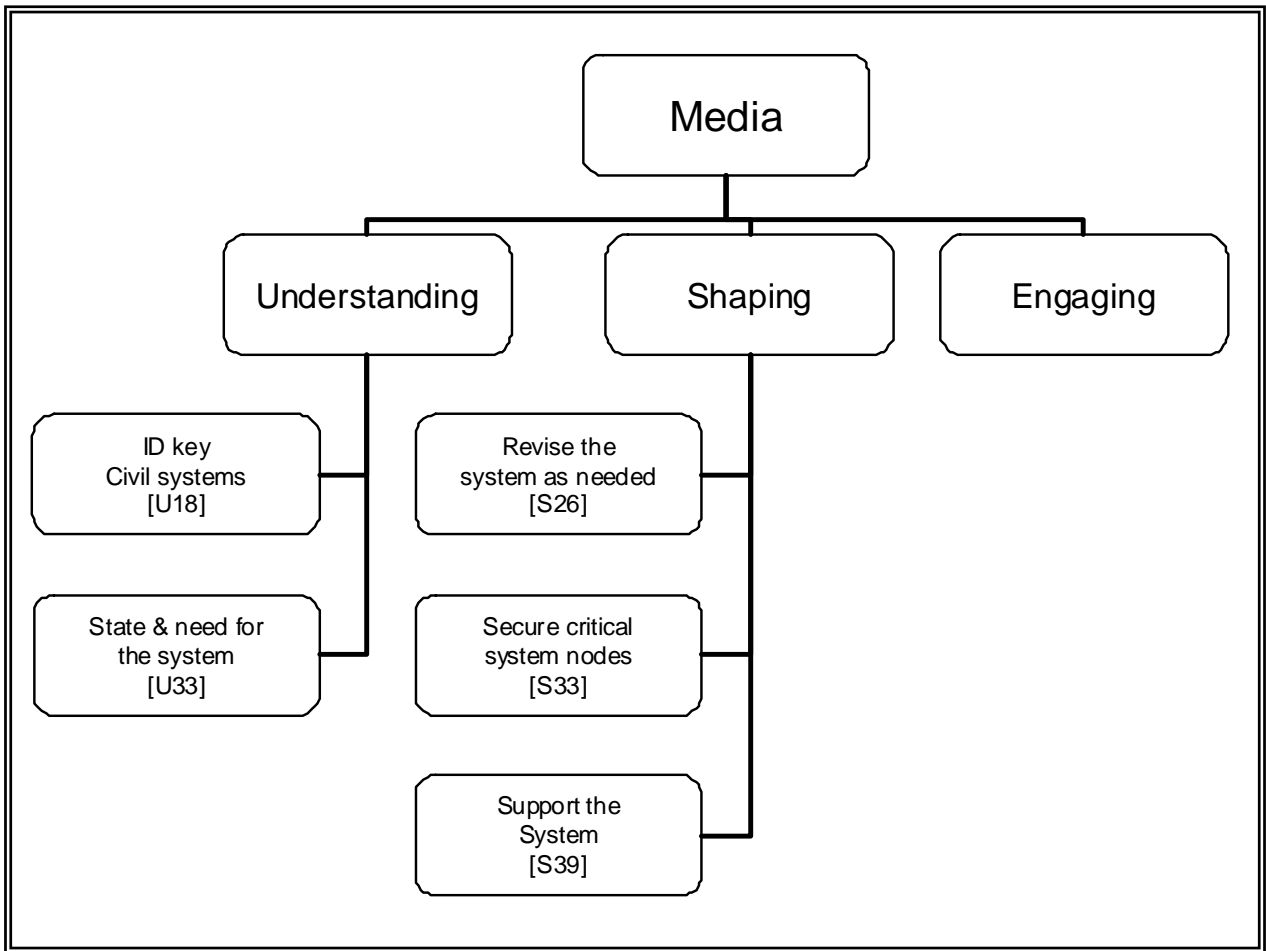 Media
Understanding
Shaping
Engaging
ID key
Civil systems
[U18]
Revise the
system as needed
[S26]
State & need for
the system
[U33]
Secure critical
system nodes
[S33]
Support the
System
[S39]